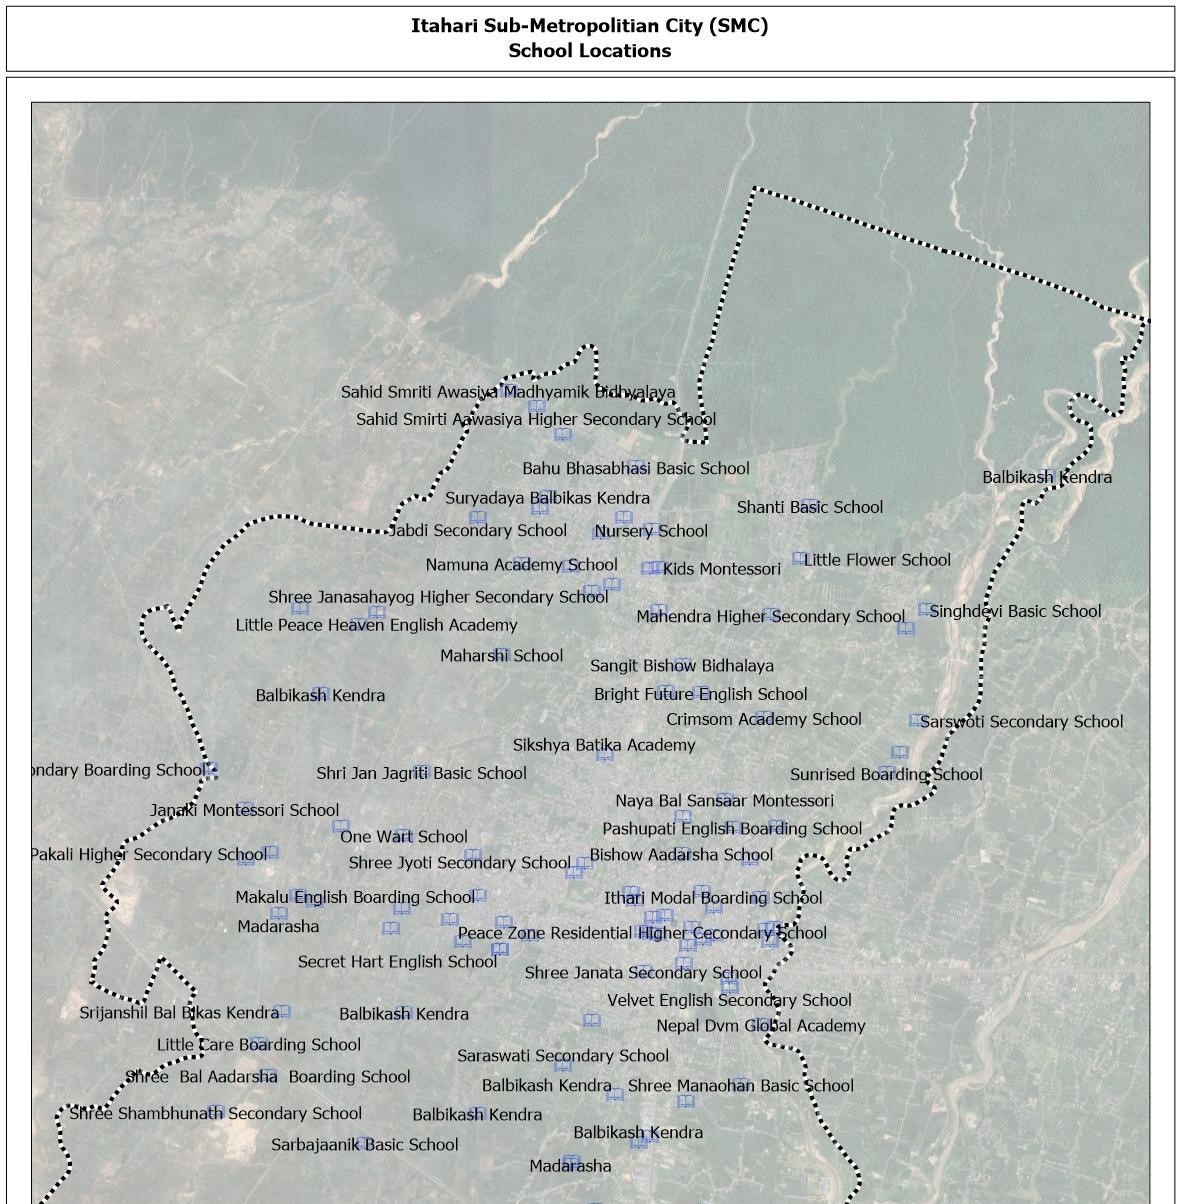 Itahari Sub-Metropolitian City (SMC)
School Locations
Sahid Smriti Awasiya Madhyamik Bidhyalaya
Sahid Smirti Aawasiya Higher Secondary School
Bahu Bhasabhasi Basic School
Balbikash Kendra
Suryadaya Balbikas Kendra
Shanti Basic School
Jabdi Secondary School
Nursery School
Namuna Academy School
Kids Montessori
Little Flower School
Shree Janasahayog Higher Secondary School
Mahendra Higher Secondary School
Singhdevi Basic School
Little Peace Heaven English Academy
Maharshi School
Sangit Bishow Bidhalaya
Balbikash Kendra
Bright Future English School
Crimsom Academy School
Sarswoti Secondary School
Sikshya Batika Academy
ondary Boarding School
Shri Jan Jagriti Basic School
Sunrised Boarding School
Naya Bal Sansaar Montessori
Janaki Montessori School
One Wart School
Pashupati English Boarding School
Pakali Higher Secondary School
Shree Jyoti Secondary School
Bishow Aadarsha School
Makalu English Boarding School
Ithari Modal Boarding School
Madarasha
Peace Zone Residential Higher Cecondary School
Secret Hart English School
Shree Janata Secondary School
Velvet English Secondary School
Srijanshil Bal Bikas Kendra
Balbikash Kendra
Nepal Dvm Global Academy
Little Care Boarding School
Saraswati Secondary School
Shree Bal Aadarsha Boarding School
Balbikash Kendra
Shree Manaohan Basic School
Shree Shambhunath Secondary School
Balbikash Kendra
Balbikash Kendra
Sarbajaanik Basic School
Madarasha